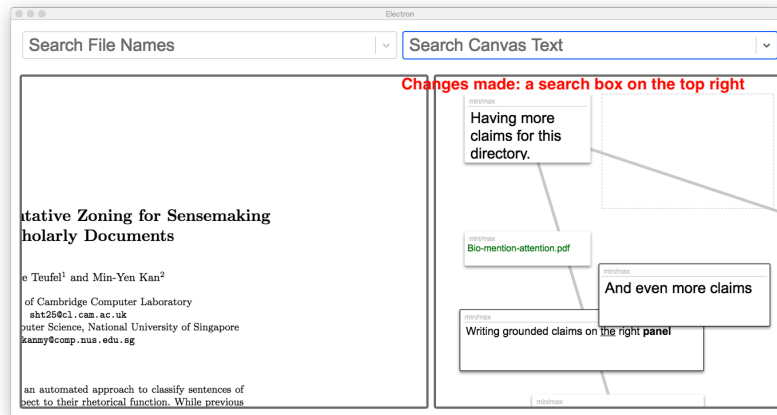 Electron
Search File Names
Search Canvas Text
Changes made: a search box on the top right
min/max
Having more
claims for this
directory.
ntative Zoning for Sensemaking
holarly Documents
e Teufel¹ and Min-Yen Kan²
of Cambridge Computer Laboratory
sht25@cl.cam.ac.uk
puter Science, National University of Singapore
kanmy@comp.nus.edu.sg
an automated approach to classify sentences of
pect to their rhetorical function. While previous
min/max
Bio-mention-attention.pdf
min/max
And even more claims
min/max
Writing grounded claims on the right panel
min/max